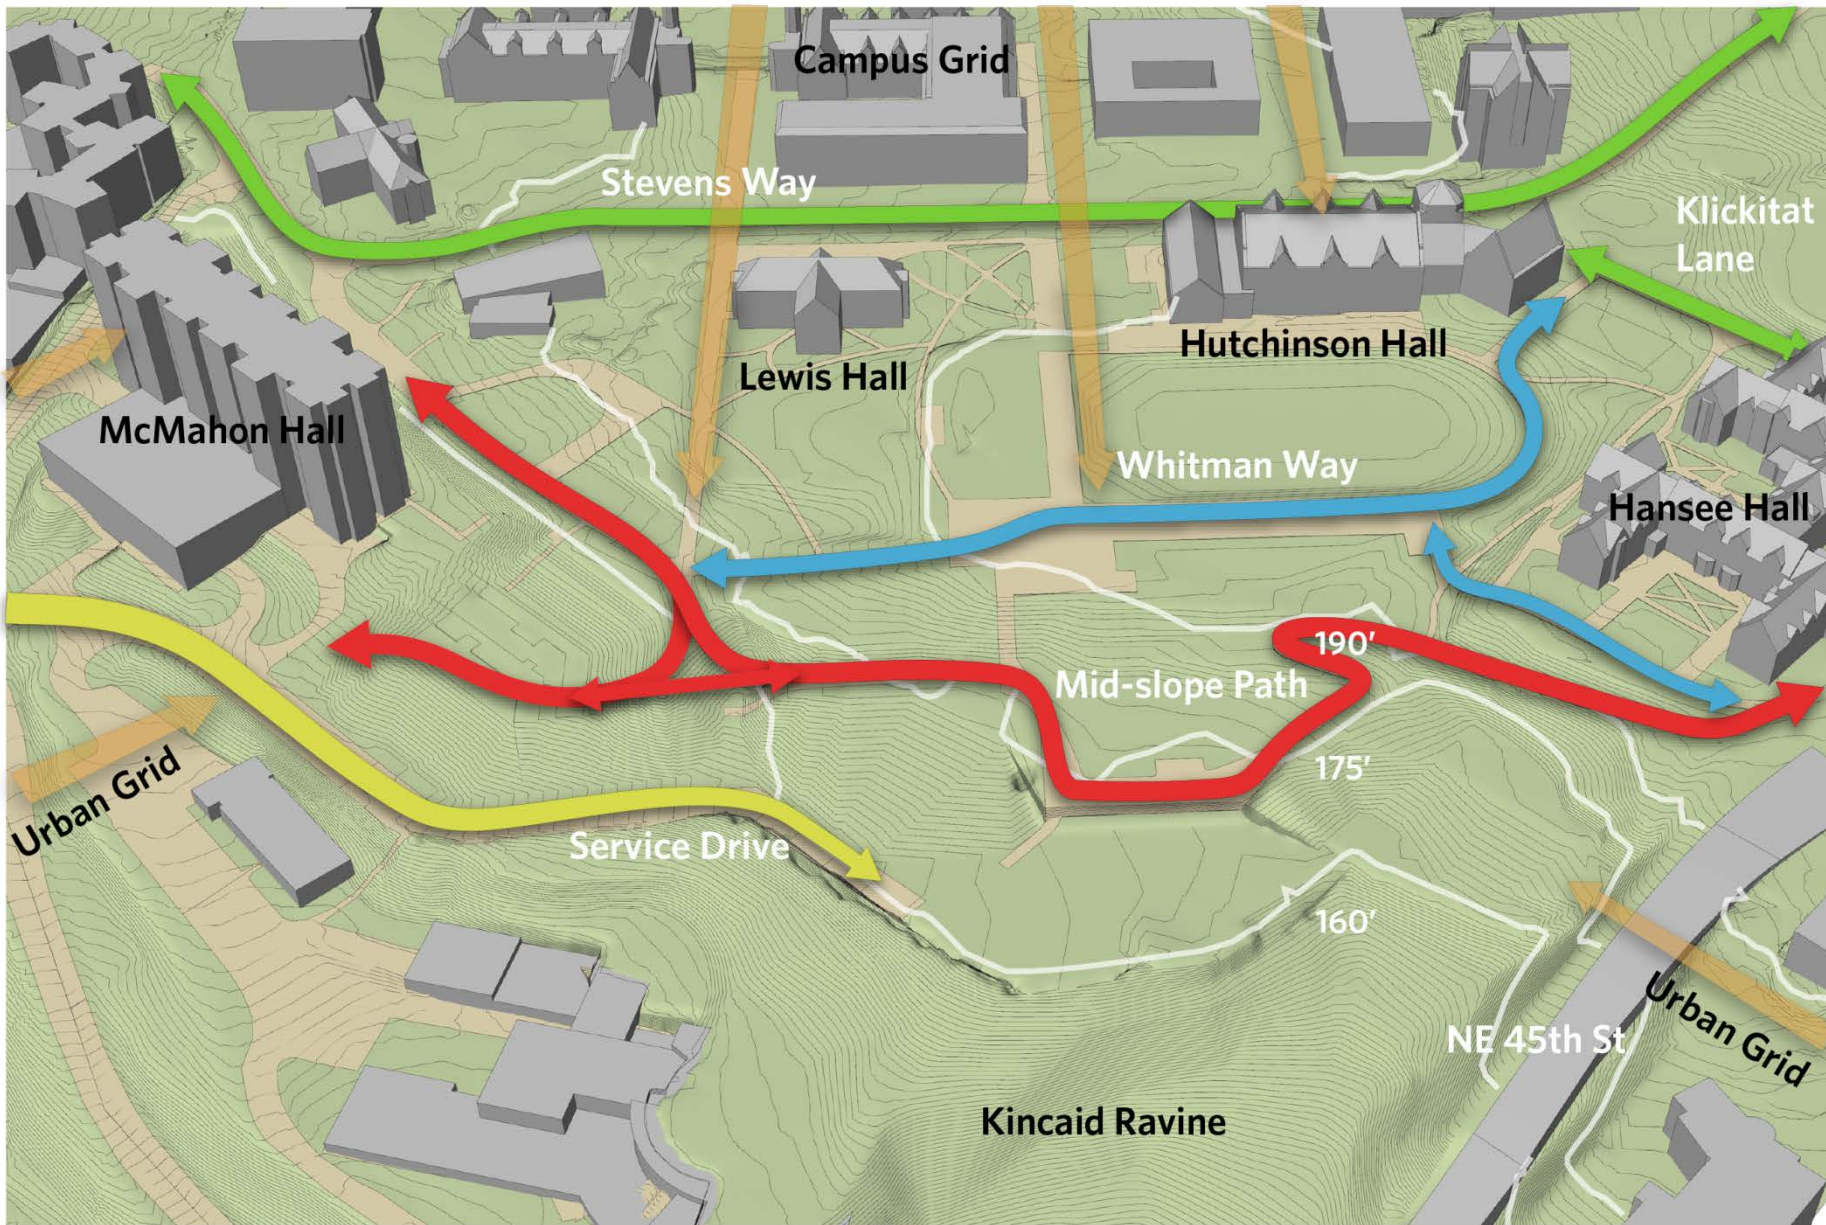 Campus Grid
Stevens Way
Klickitat
Lane
Hutchinson Hall
Lewis Hall
McMahon Hall
Whitman Way
Hansee Hall
190'
Mid-slope Path
175'
Urban Grid
Service Drive
160'
Urban Grid
NE 45th St
Kincaid Ravine